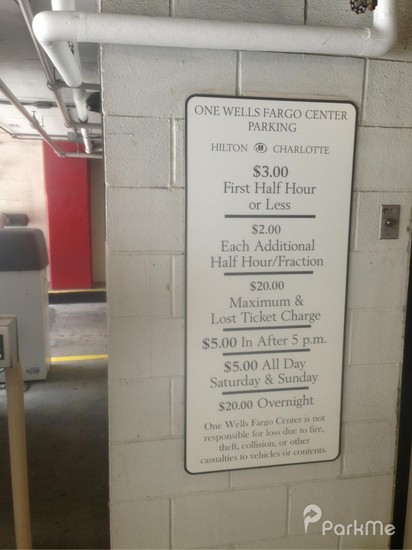 ONE WELLS FARGO CENTER
PARKING
HILTON CHARLOTTE
$3.00
First Half Hour
or Less
$2.00
Each Additional
Half Hour/Fraction
$20.00
Maximum &
Lost Ticket Charge
$5.00 In After 5 p.m.
$5.00 All Day
Saturday & Sunday
$20.00 Overnight
One Wells Fargo Center is not
responsible for loss due to fire,
theft, collision, or other
casualties to vehicles or contents.
ParkMe